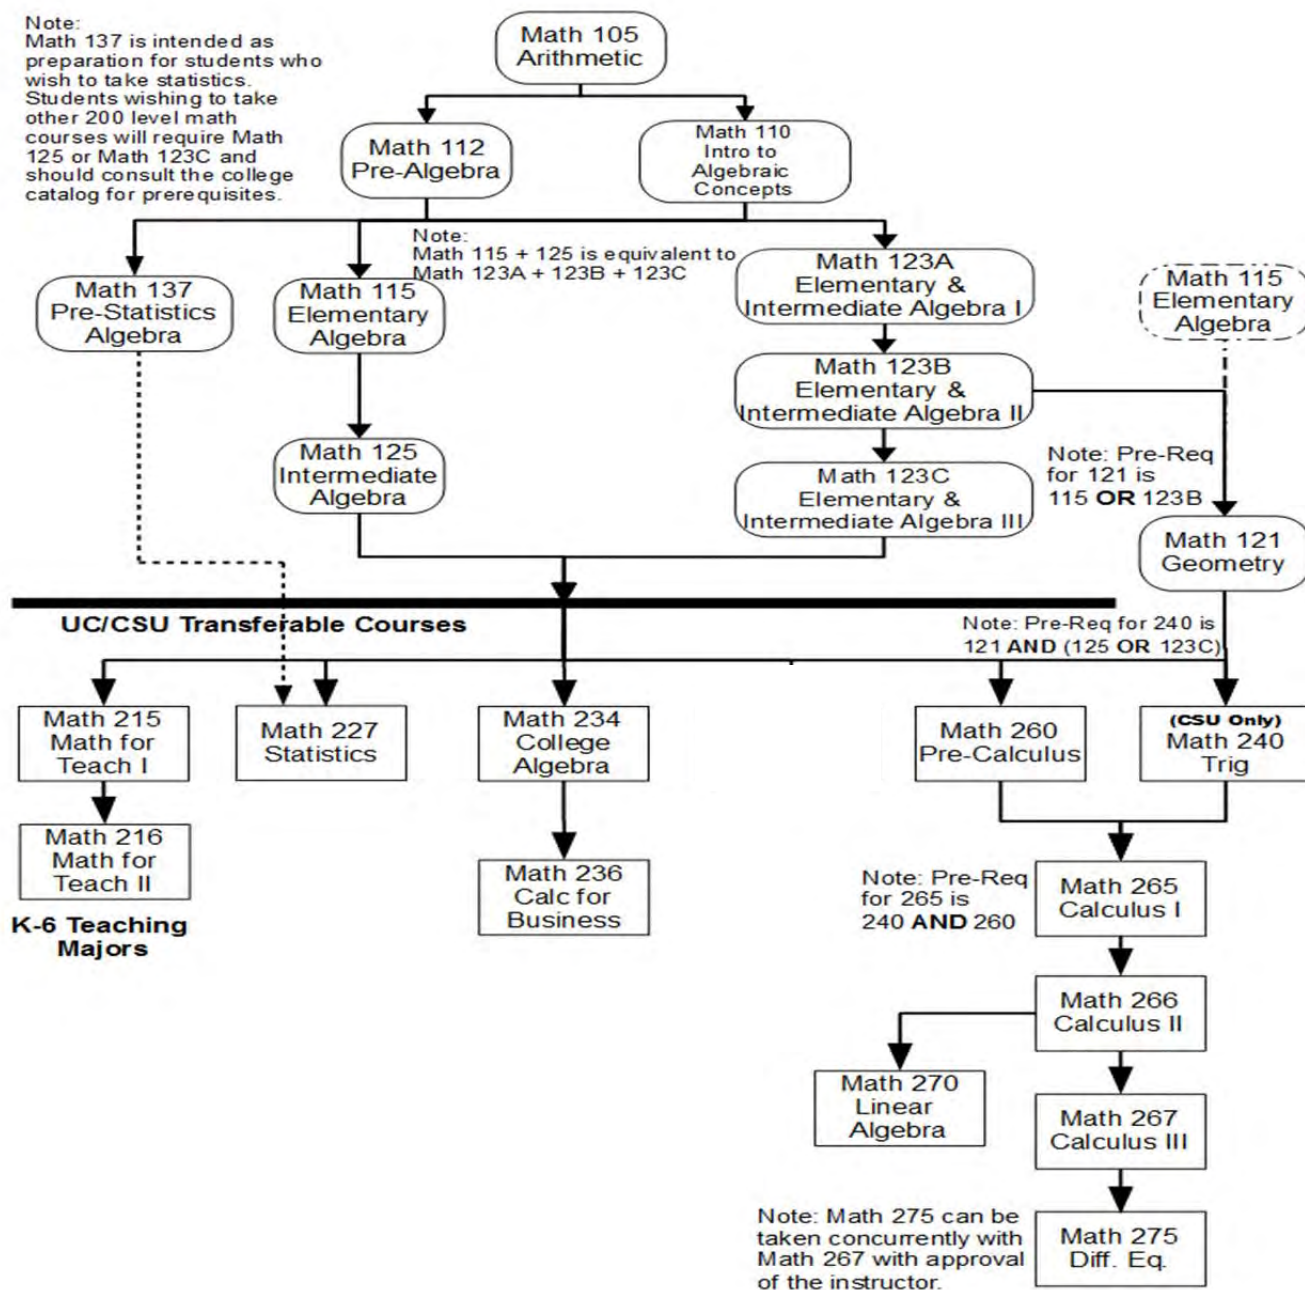 Note:
Math 137 is intended as
preparation for students who
wish to take statistics.
Students wishing to take
other 200 level math
courses will require Math
125 or Math 123C and
should consult the college
catalog for prerequisites.
Math 105
Arithmetic
Math 112
Pre-Algebra
Math 110
Intro to
Algebraic
Concepts
Note:
Math 115 + 125 is equivalent to
Math 123A + 123B + 123C
Math 137
Pre-Statistics
Algebra
Math 115
Elementary
Algebra
Math 123A
Elementary &
Intermediate Algebra I
Math 115
Elementary
Algebra
Math 123B
Elementary &
Intermediate Algebra II
Math 125
Intermediate
Algebra
Math 123C
Elementary &
Intermediate Algebra III
Note: Pre-Req
for 121 is
115 OR 123B
Math 121
Geometry
UC/CSU Transferable Courses
Note: Pre-Req for 240 is
121 AND (125 OR 123C)
Math 215
Math for
Teach I
Math 227
Statistics
Math 234
College
Algebra
Math 260
Pre-Calculus
(CSU Only)
Math 240
Trig
Math 216
Math for
Teach II
K-6 Teaching
Majors
Math 236
Calc for
Business
Note: Pre-Req
for 265 is
240 AND 260
Math 265
Calculus I
Math 266
Calculus II
Math 270
Linear
Algebra
Math 267
Calculus III
Note: Math 275 can be
taken concurrently with
Math 267 with approval
of the instructor.
Math 275
Diff. Eq.